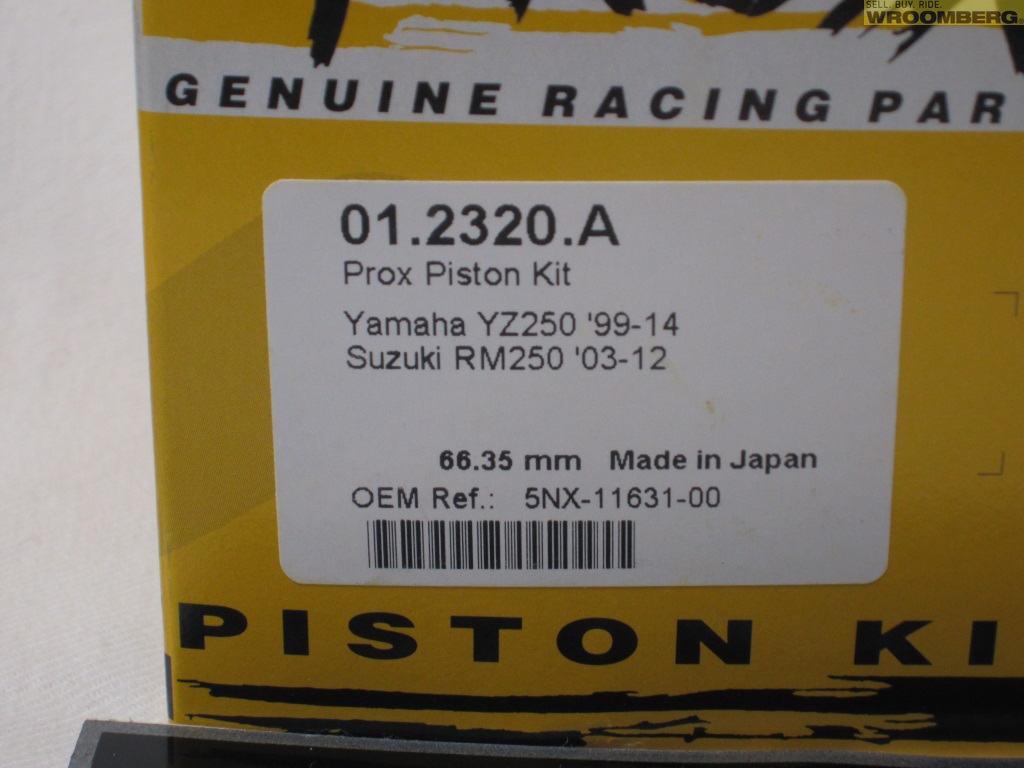 SELL. BUY. RIDE.
WROOMBERG
GENUINE RACING PAR
01.2320.A
Prox Piston Kit
Yamaha YZ250 '99-14
Suzuki RM250 '03-12
66.35 mm Made in Japan
OEM Ref.: 5NX-11631-00
PISTON KI